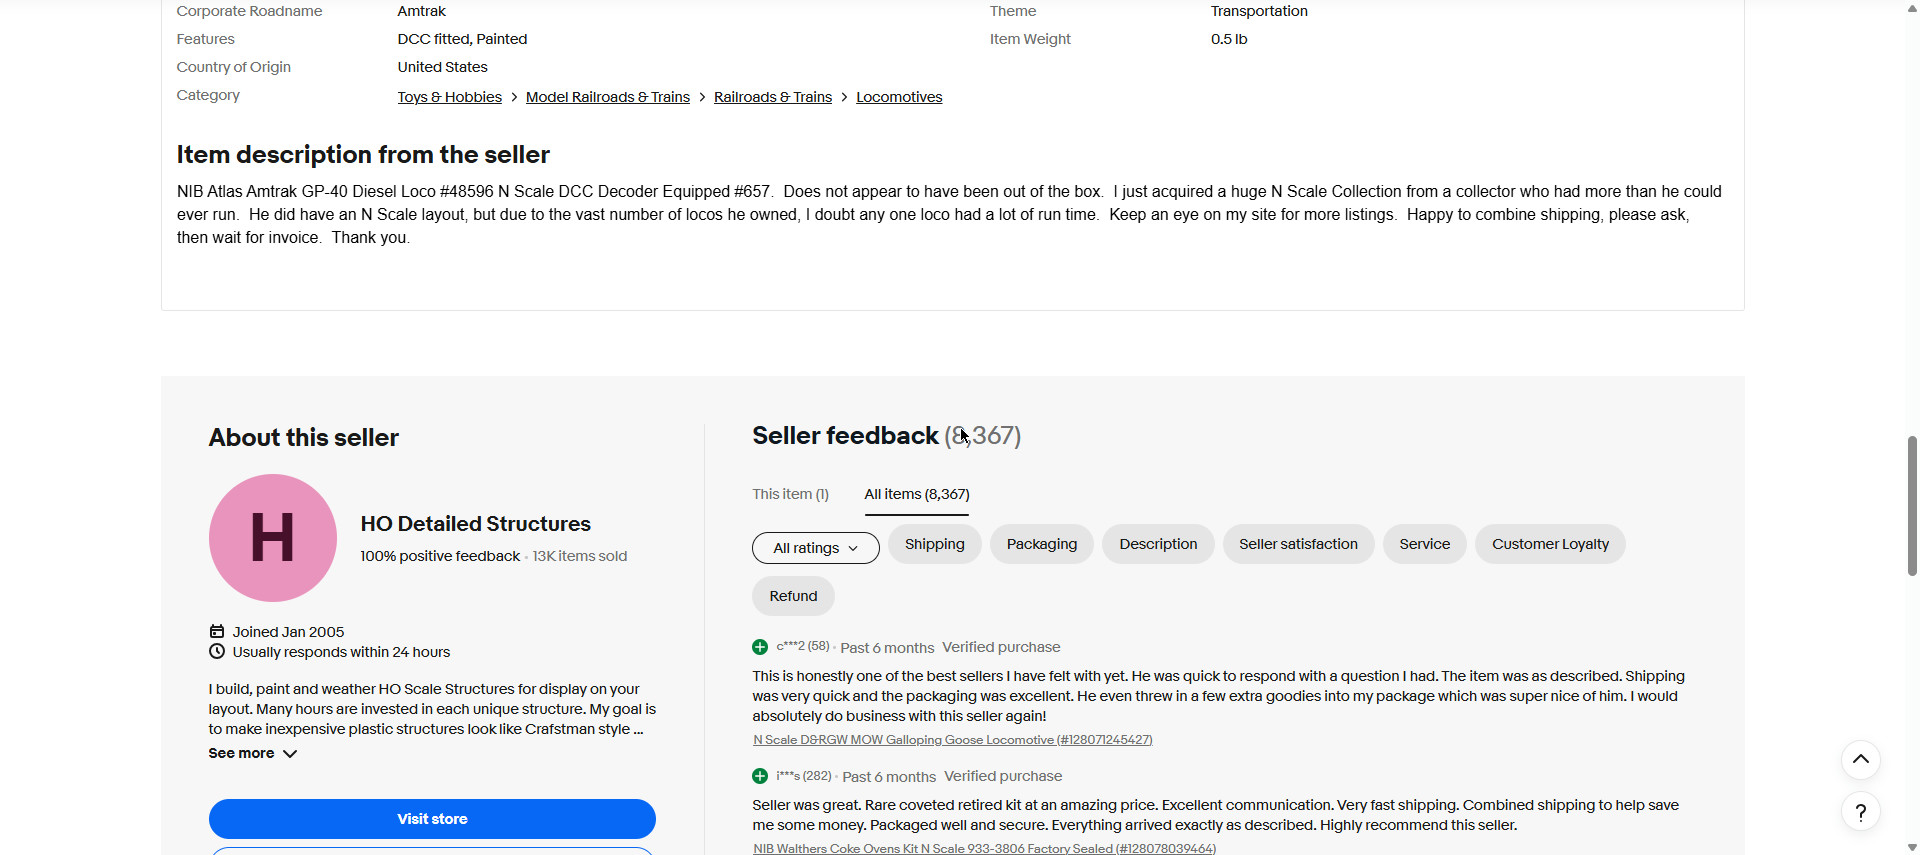 Corporate Roadname Amtrak Theme Transportation
Features DCC fitted, Painted Item Weight 0.5 lb
Country of Origin United States
Category Toys & Hobbies > Model Railroads & Trains > Railroads & Trains > Locomotives
Item description from the seller
NIB Atlas Amtrak GP-40 Diesel Loco #48596 N Scale DCC Decoder Equipped #657.  Does not appear to have been out of the box.  I just acquired a huge N Scale Collection from a collector who had more than he could
ever run.  He did have an N Scale layout, but due to the vast number of locos he owned, I doubt any one loco had a lot of run time.  Keep an eye on my site for more listings.  Happy to combine shipping, please ask,
then wait for invoice.  Thank you.
About this seller
H
HO Detailed Structures
100% positive feedback • 13K items sold
Joined Jan 2005
Usually responds within 24 hours
I build, paint and weather HO Scale Structures for display on your
layout. Many hours are invested in each unique structure. My goal is
to make inexpensive plastic structures look like Crafstman style ...
See more
Visit store
Seller feedback (8,367)
This item (1) All items (8,367)
All ratings Shipping Packaging Description Seller satisfaction Service Customer Loyalty
Refund
c***2 (58) • Past 6 months Verified purchase
This is honestly one of the best sellers I have felt with yet. He was quick to respond with a question I had. The item was as described. Shipping
was very quick and the packaging was excellent. He even threw in a few extra goodies into my package which was super nice of him. I would
absolutely do business with this seller again!
N Scale D&RGW MOW Galloping Goose Locomotive (#128071245427)
i***s (282) • Past 6 months Verified purchase
Seller was great. Rare coveted retired kit at an amazing price. Excellent communication. Very fast shipping. Combined shipping to help save
me some money. Packaged well and secure. Everything arrived exactly as described. Highly recommend this seller.
NIB Walthers Coke Ovens Kit N Scale 933-3806 Factory Sealed (#128078039464)
?